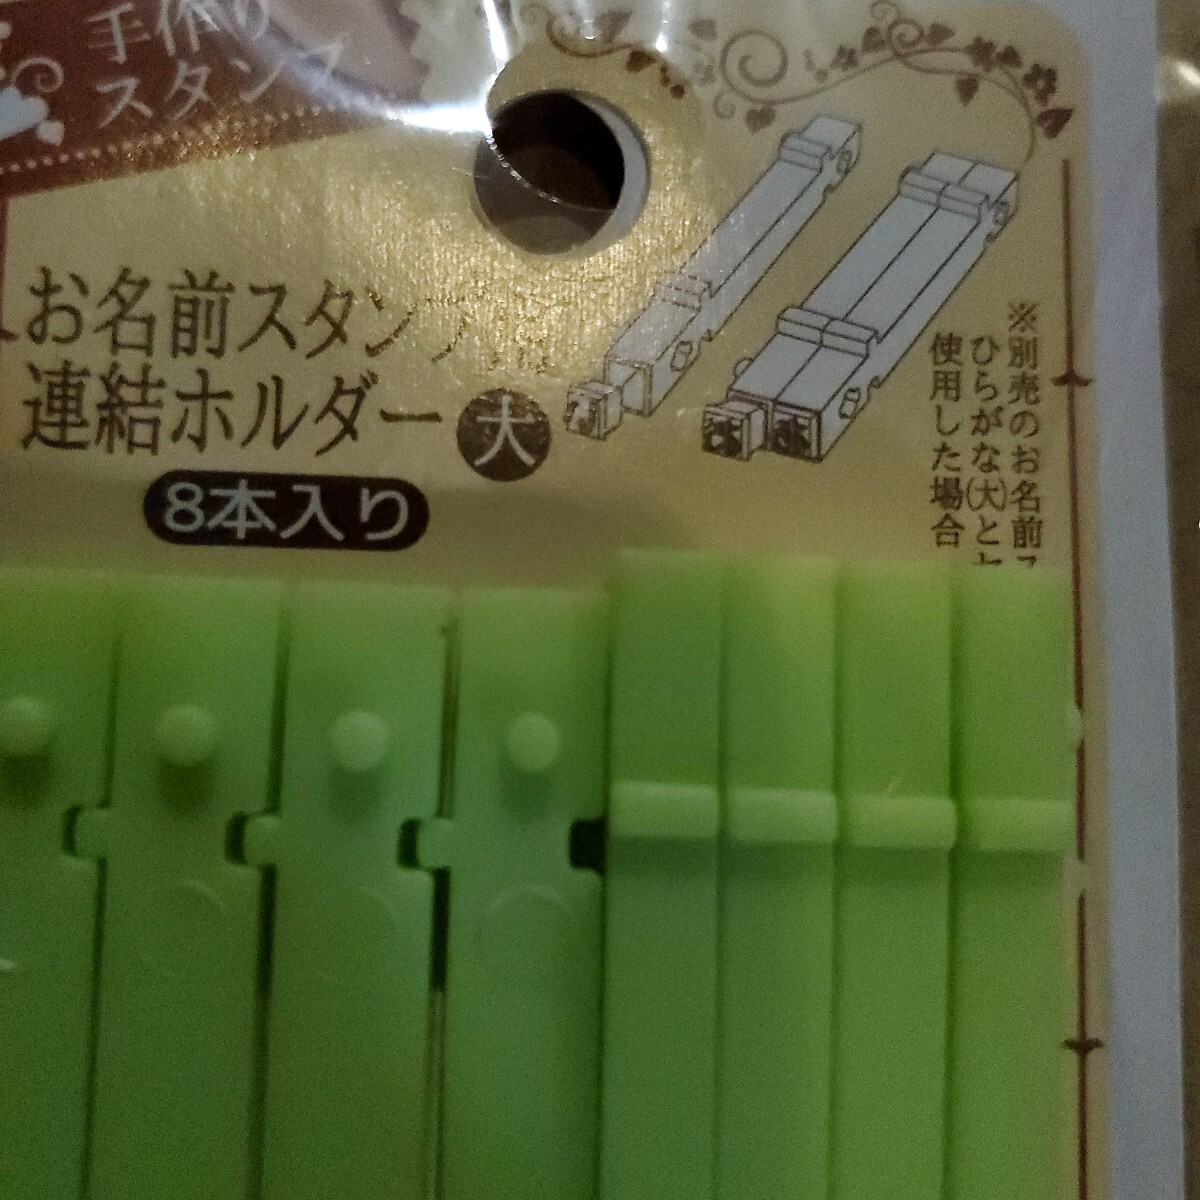 手作り
スタンプ
お名前スタンプ用
連結ホルダー 大
8本入り
※別売のお名前ス
ひらがな(大)と
使用した場合